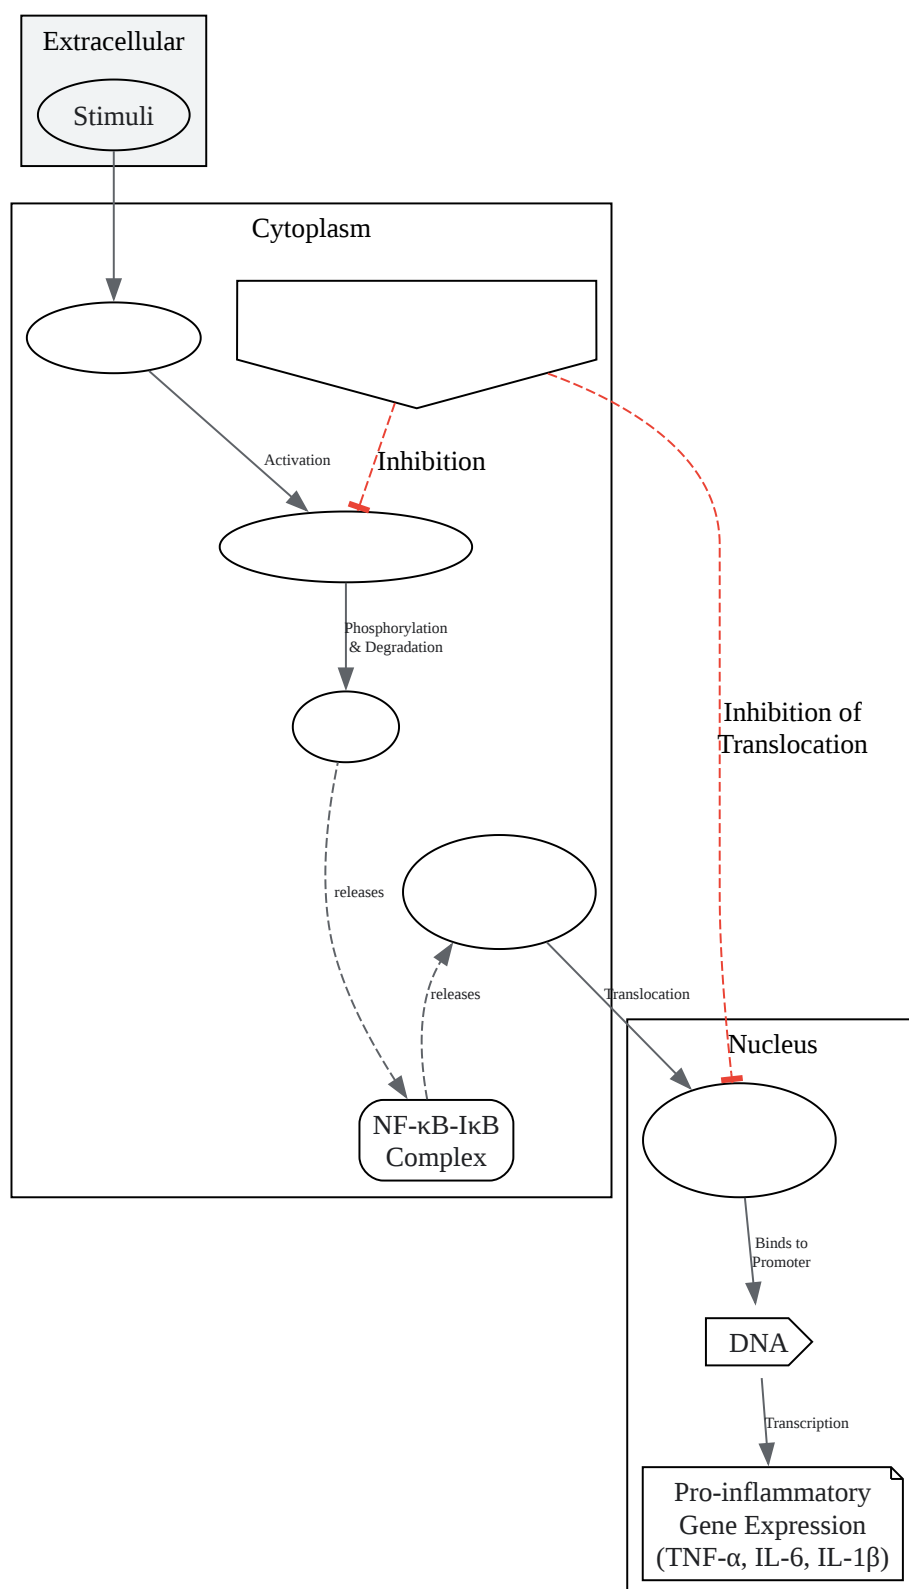 Extracellular
Stimuli
Cytoplasm
Activation
Inhibition
Phosphorylation
& Degradation
Inhibition of
Translocation
releases
releases
Translocation
Nucleus
NF-κB-IκB
Complex
Binds to
Promoter
DNA
Transcription
Pro-inflammatory
Gene Expression
(TNF-α, IL-6, IL-1β)